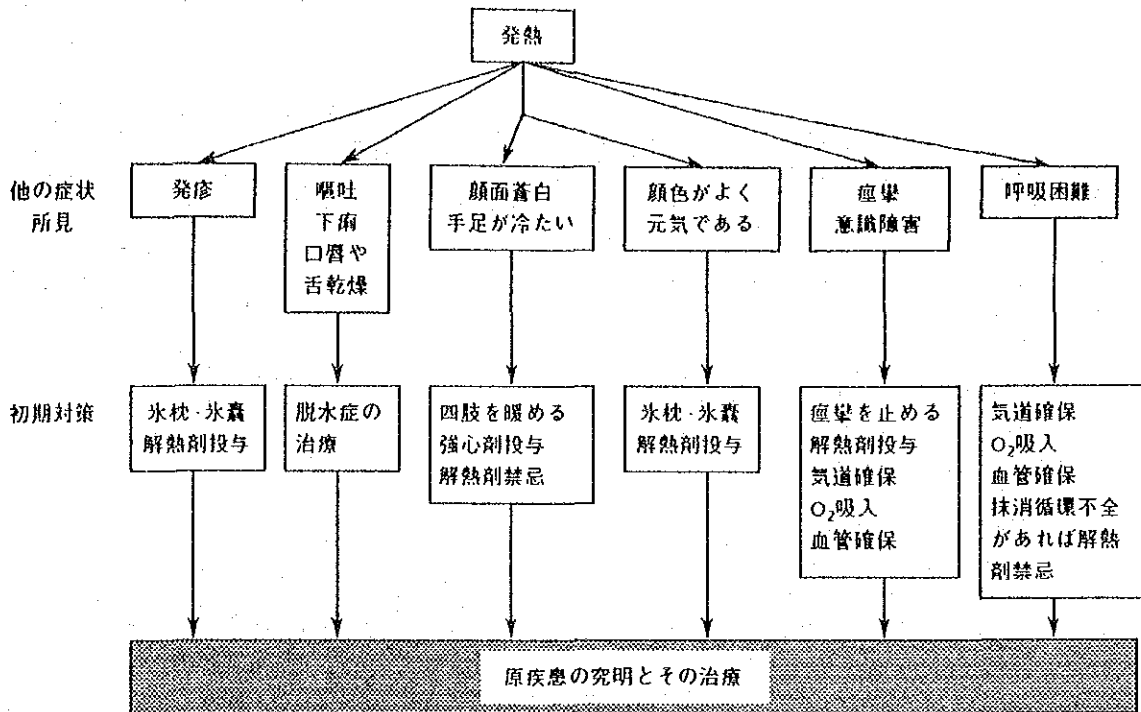 発熱
他の症状
所見
発疹
嘔吐
下痢
口唇や
舌乾燥
顔面蒼白
手足が冷たい
顔色がよく
元気である
痙攣
意識障害
呼吸困難
初期対策
氷枕・氷嚢
解熱剤投与
脱水症の
治療
四肢を暖める
強心剤投与
解熱剤禁忌
氷枕・氷嚢
解熱剤投与
痙攣を止める
解熱剤投与
気道確保
O₂吸入
血管確保
気道確保
O₂吸入
血管確保
抹消循環不全
があれば解熱
剤禁忌
原疾患の究明とその治療